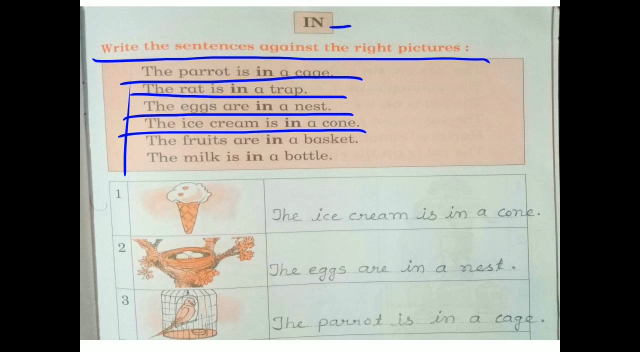 IN
Write the sentences against the right pictures :
The parrot is in a cage.
The rat is in a trap.
The eggs are in a nest.
The ice cream is in a cone.
The fruits are in a basket.
The milk is in a bottle.
1
The ice cream is in a cone.
2
The eggs are in a nest.
3
The parrot is in a cage.